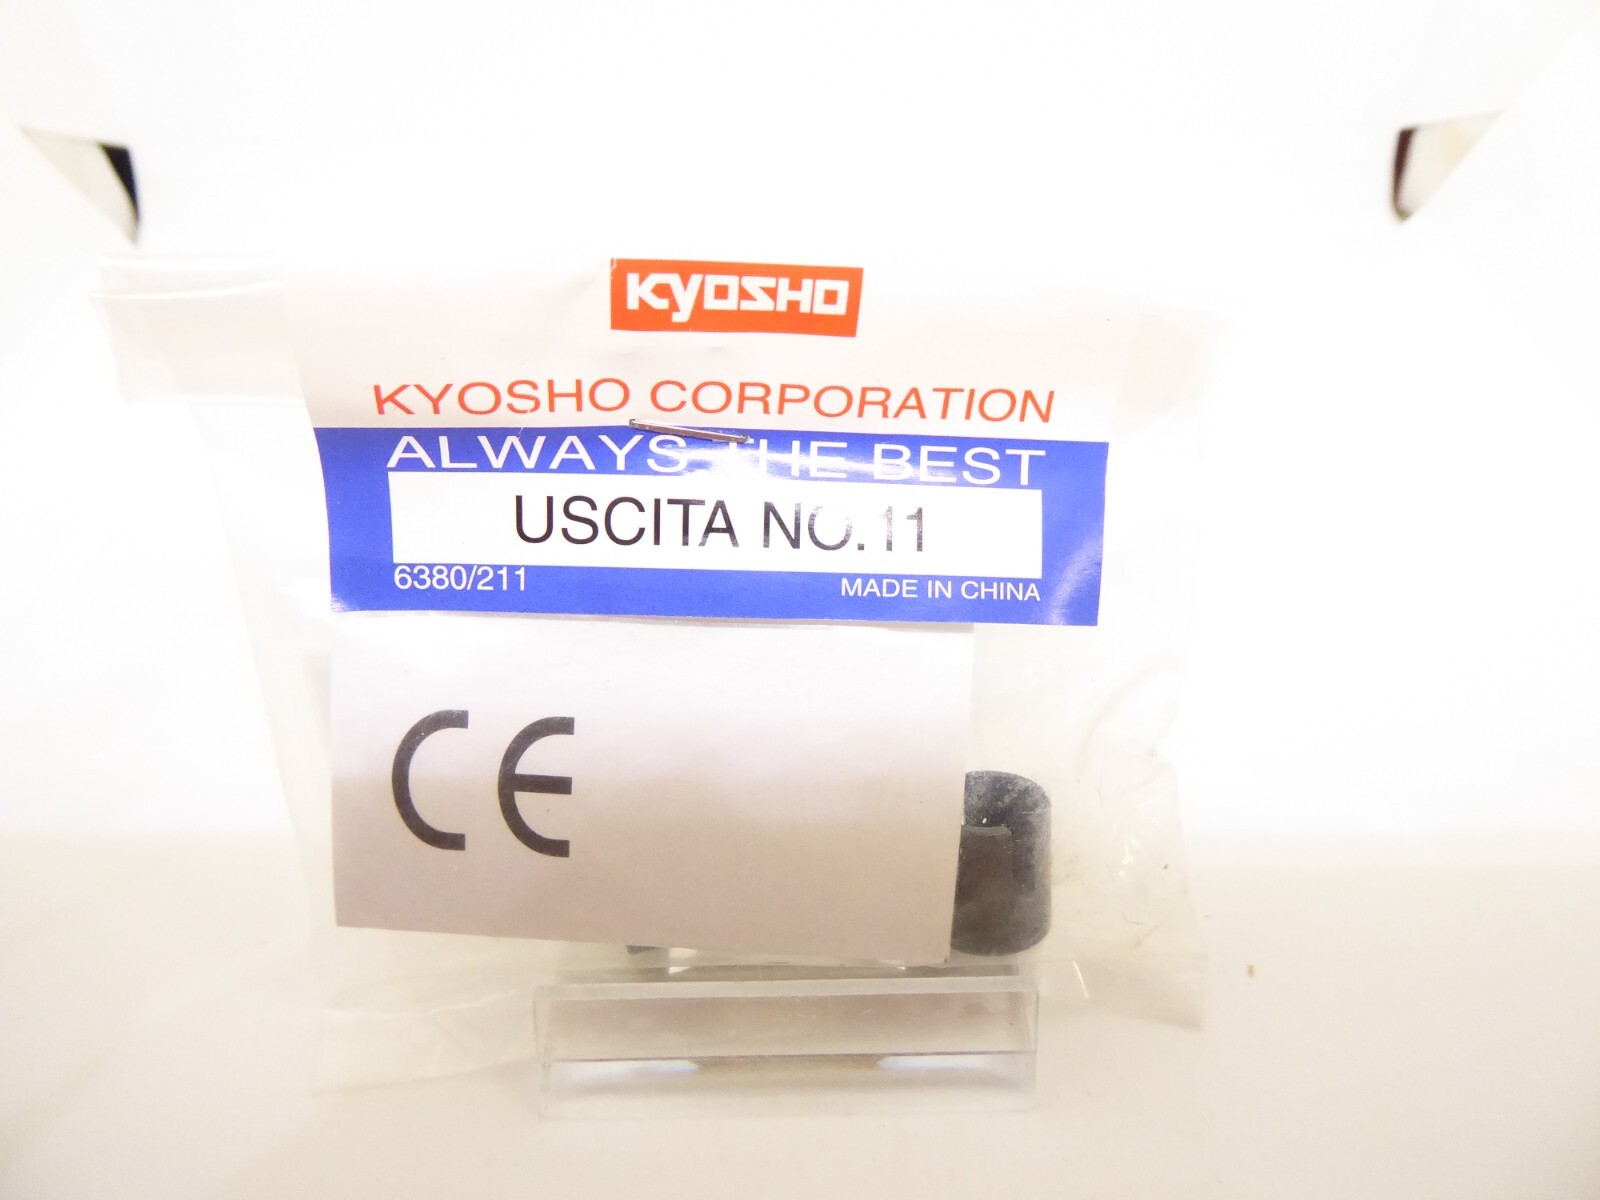 KYOSHO
KYOSHO CORPORATION
ALWAYS THE BEST
USCITA NO.11
6380/211
MADE IN CHINA
CE